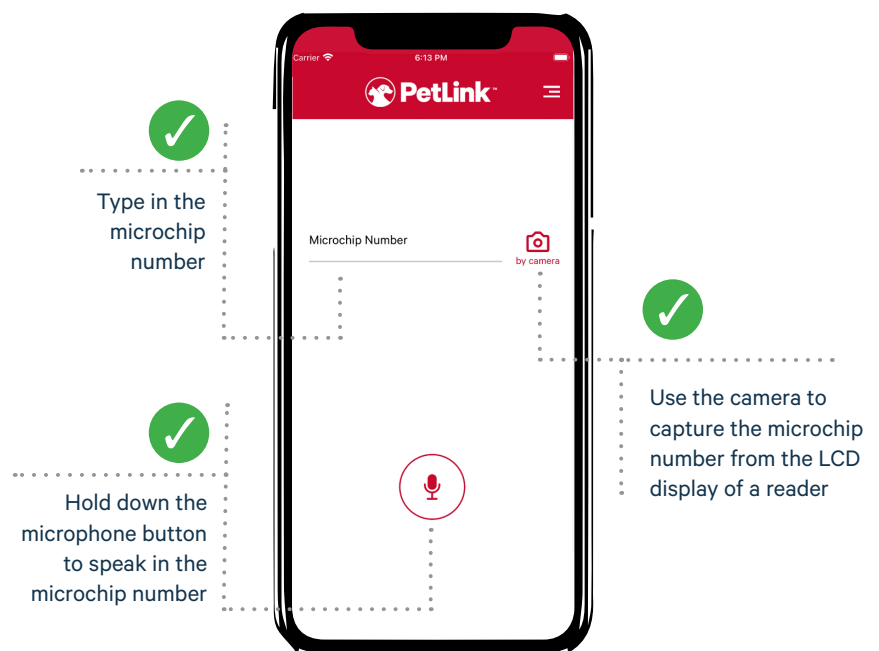 Carrier
6:13 PM
PetLink™
Type in the
microchip
number
Microchip Number
by camera
Use the camera to
capture the microchip
number from the LCD
display of a reader
Hold down the
microphone button
to speak in the
microchip number